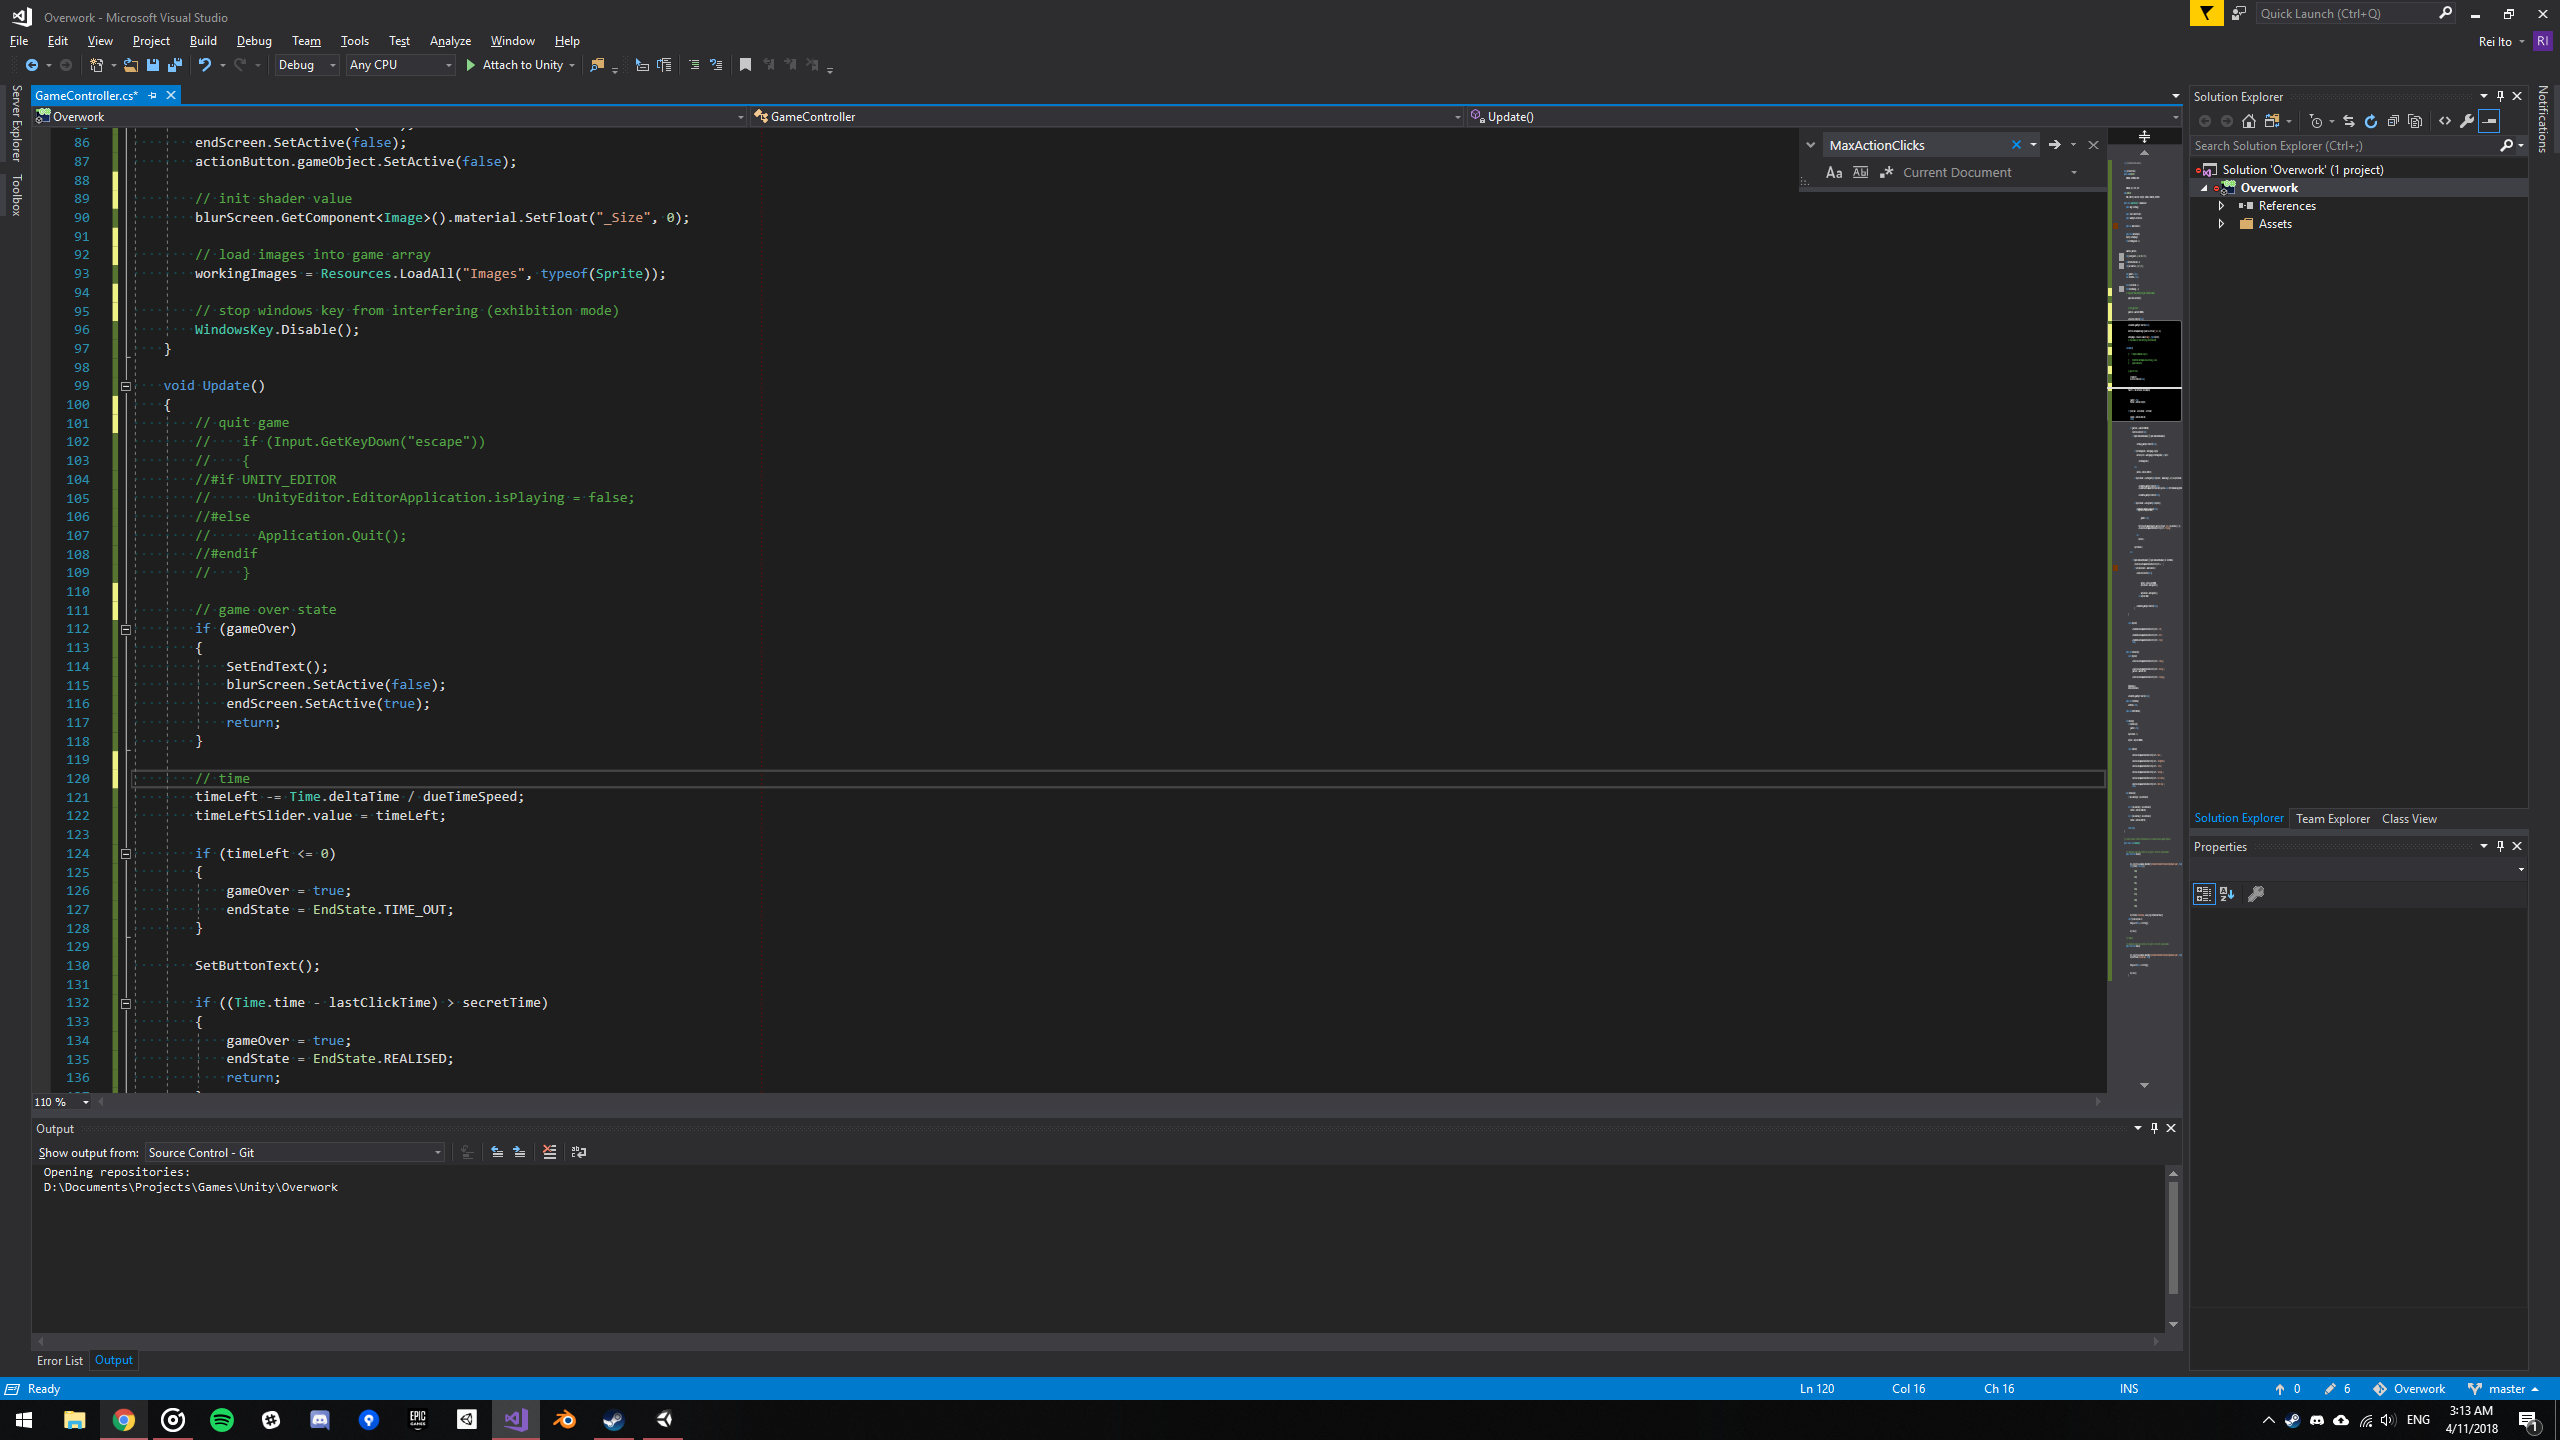 Overwork - Microsoft Visual Studio
Quick Launch (Ctrl+Q)
File Edit View Project Build Debug Team Tools Test Analyze Window Help
Rei Ito RI
Debug Any CPU Attach to Unity
Server Explorer
Toolbox
Notifications
GameController.cs*
Overwork GameController Update()
MaxActionClicks
Aa Abl .* Current Document
86 endScreen.SetActive(false);
87 actionButton.gameObject.SetActive(false);
88
89 // init shader value
90 blurScreen.GetComponent<Image>().material.SetFloat("_Size", 0);
91
92 // load images into game array
93 workingImages = Resources.LoadAll("Images", typeof(Sprite));
94
95 // stop windows key from interfering (exhibition mode)
96 WindowsKey.Disable();
97 }
98
99 void Update()
100 {
101 // quit game
102 // if (Input.GetKeyDown("escape"))
103 // {
104 //#if UNITY_EDITOR
105 // UnityEditor.EditorApplication.isPlaying = false;
106 //#else
107 // Application.Quit();
108 //#endif
109 // }
110
111 // game over state
112 if (gameOver)
113 {
114 SetEndText();
115 blurScreen.SetActive(false);
116 endScreen.SetActive(true);
117 return;
118 }
119
120 // time
121 timeLeft -= Time.deltaTime / dueTimeSpeed;
122 timeLeftSlider.value = timeLeft;
123
124 if (timeLeft <= 0)
125 {
126 gameOver = true;
127 endState = EndState.TIME_OUT;
128 }
129
130 SetButtonText();
131
132 if ((Time.time - lastClickTime) > secretTime)
133 {
134 gameOver = true;
135 endState = EndState.REALISED;
136 return;
110 %
Output
Show output from: Source Control - Git
Opening repositories:
D:\Documents\Projects\Games\Unity\Overwork
Error List Output
Solution Explorer
Search Solution Explorer (Ctrl+;)
Solution 'Overwork' (1 project)
Overwork
References
Assets
Solution Explorer Team Explorer Class View
Properties
Ready Ln 120 Col 16 Ch 16 INS 0 6 Overwork master
EPIC GAMES
ENG 3:13 AM
4/11/2018
1